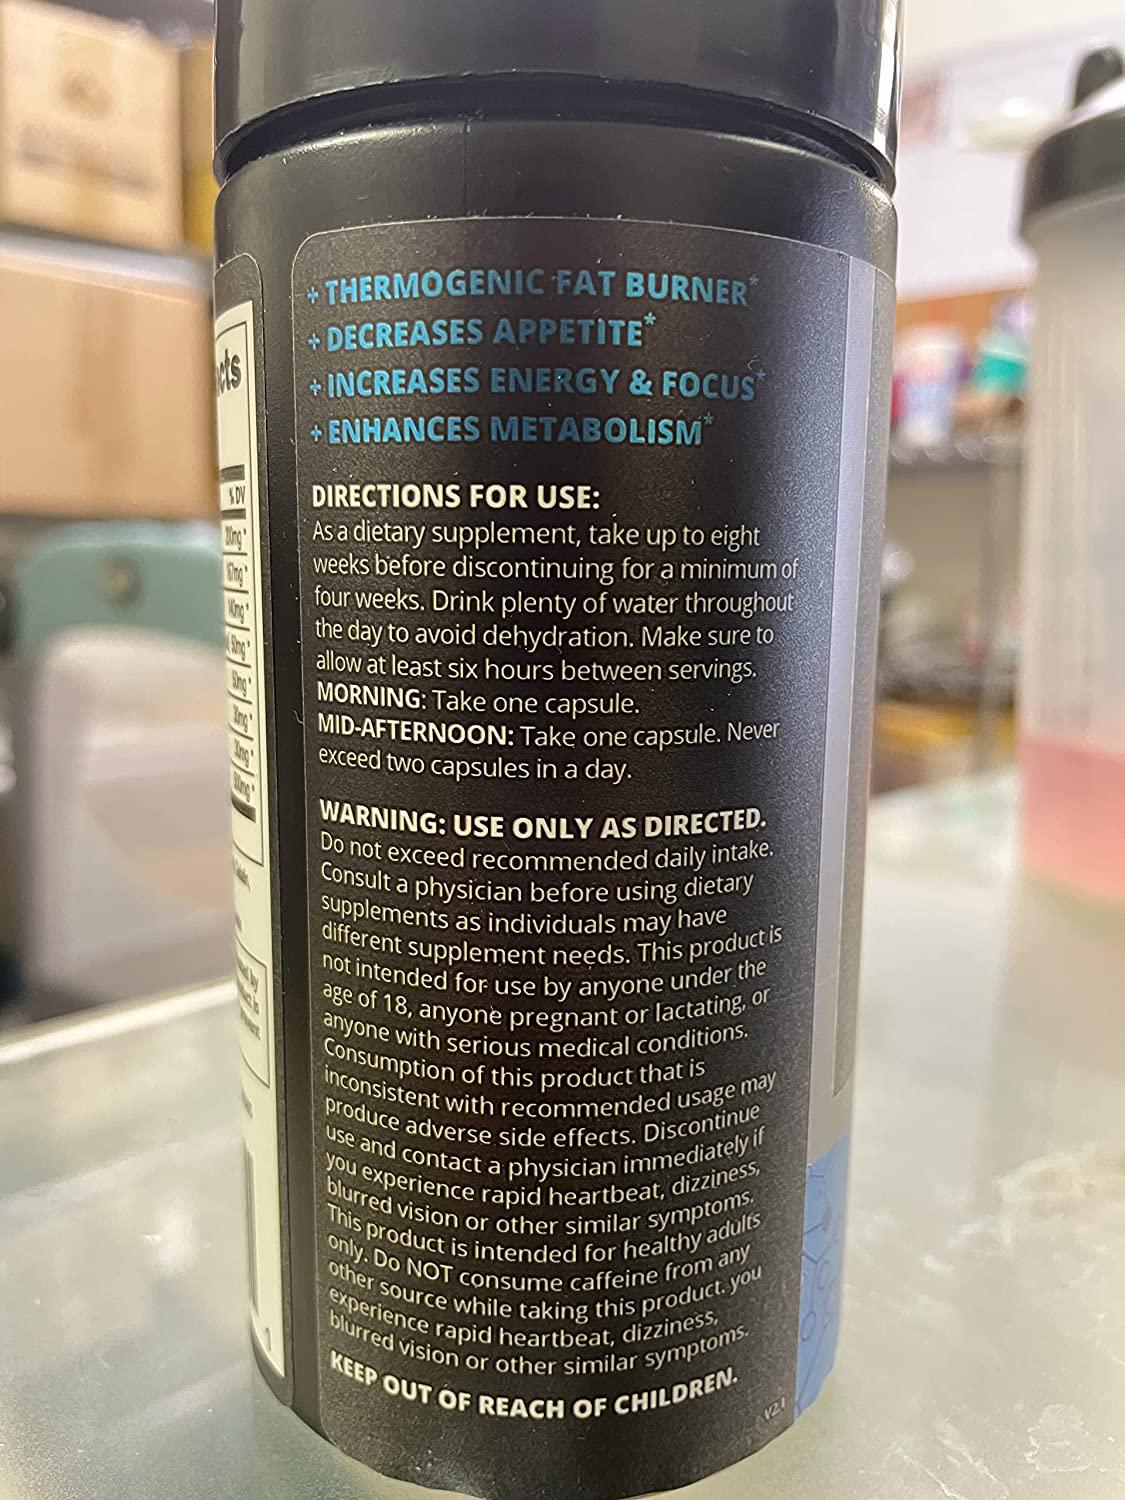 + THERMOGENIC FAT BURNER*
+ DECREASES APPETITE*
+ INCREASES ENERGY & FOCUS*
+ ENHANCES METABOLISM*
DIRECTIONS FOR USE:
As a dietary supplement, take up to eight
weeks before discontinuing for a minimum of
four weeks. Drink plenty of water throughout
the day to avoid dehydration. Make sure to
allow at least six hours between servings.
MORNING: Take one capsule.
MID-AFTERNOON: Take one capsule. Never
exceed two capsules in a day.
WARNING: USE ONLY AS DIRECTED.
Do not exceed recommended daily intake.
Consult a physician before using dietary
supplements as individuals may have
different supplement needs. This product is
not intended for use by anyone under the
age of 18, anyone pregnant or lactating, or
anyone with serious medical conditions.
Consumption of this product that is
inconsistent with recommended usage may
produce adverse side effects. Discontinue
use and contact a physician immediately if
you experience rapid heartbeat, dizziness,
blurred vision or other similar symptoms.
This product is intended for healthy adults
only. Do NOT consume caffeine from any
other source while taking this product. you
experience rapid heartbeat, dizziness,
blurred vision or other similar symptoms.
KEEP OUT OF REACH OF CHILDREN.
V2.1
cts
% DV
50mg*